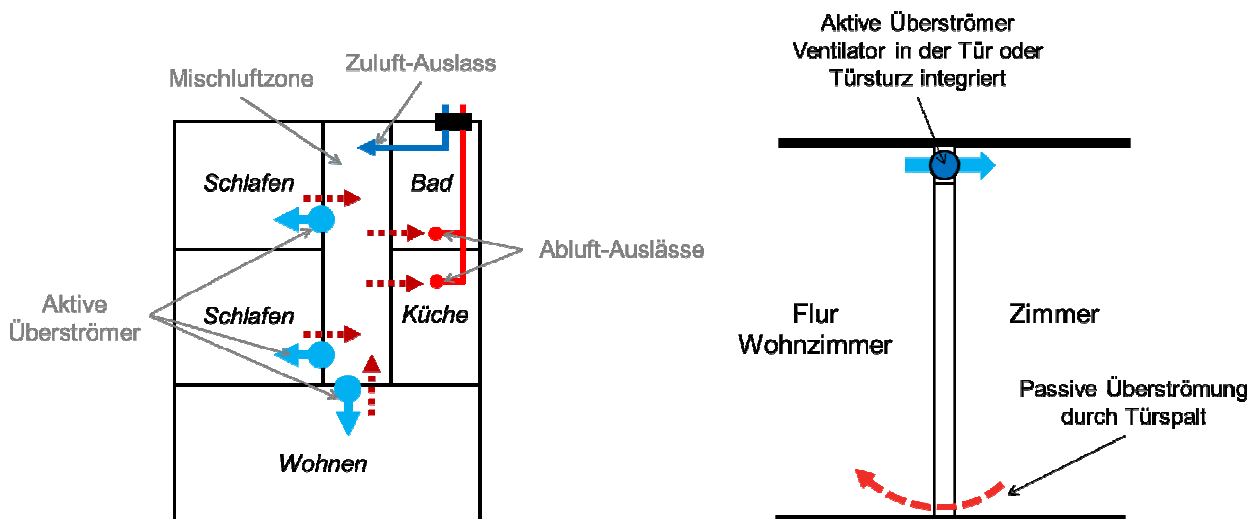 Zuluft-Auslass
Mischluftzone
Schlafen
Bad
Abluft-Auslässe
Aktive
Überströmer
Schlafen
Küche
Wohnen
Aktive Überströmer
Ventilator in der Tür oder
Türsturz integriert
Flur
Wohnzimmer
Zimmer
Passive Überströmung
durch Türspalt